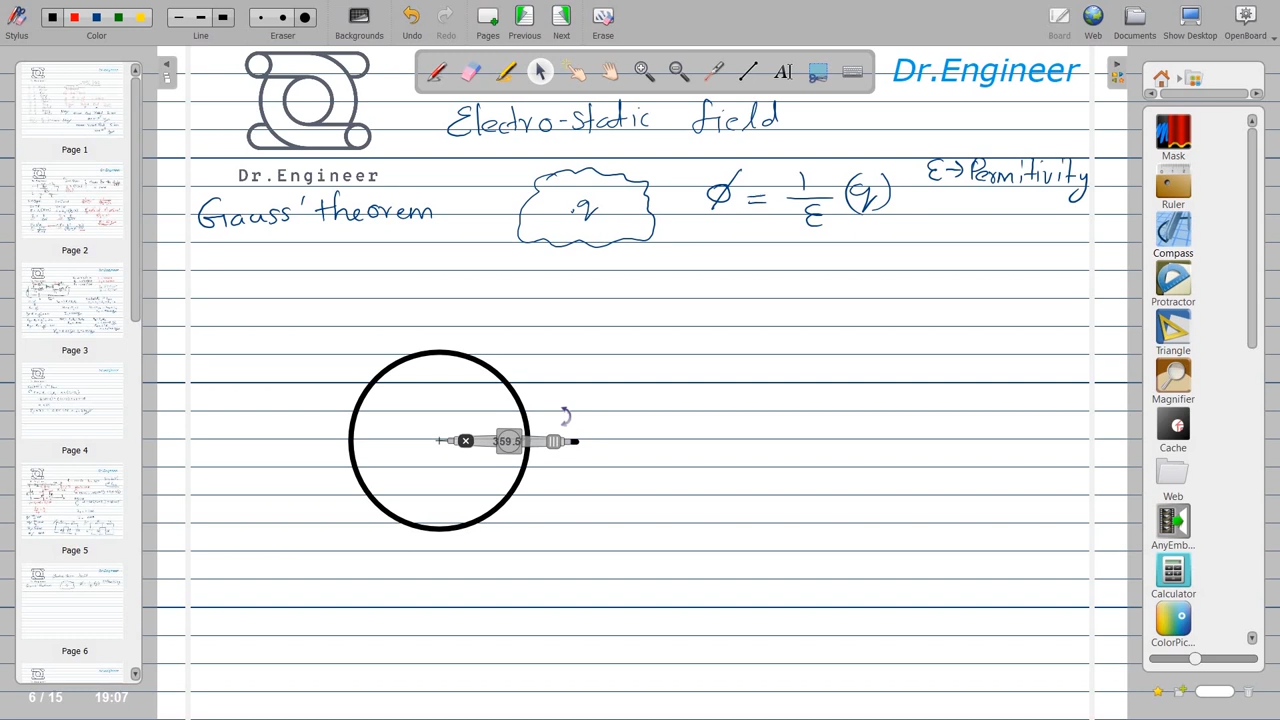 Stylus
Color
Line
Eraser
Backgrounds
Undo
Redo
Pages
Previous
Next
Erase
Board
Web
Documents
Show Desktop
OpenBoard
Dr.Engineer
Electro-static field
Dr.Engineer
Gauss' theorem
.q
ϕ = 1/ε (q)
ε→Permitivity
359.5
Page 1
Page 2
Page 3
Page 4
Page 5
Page 6
6 / 15 19:07
Mask
Ruler
Compass
Protractor
Triangle
Magnifier
Cache
Web
AnyEmb...
Calculator
ColorPic...